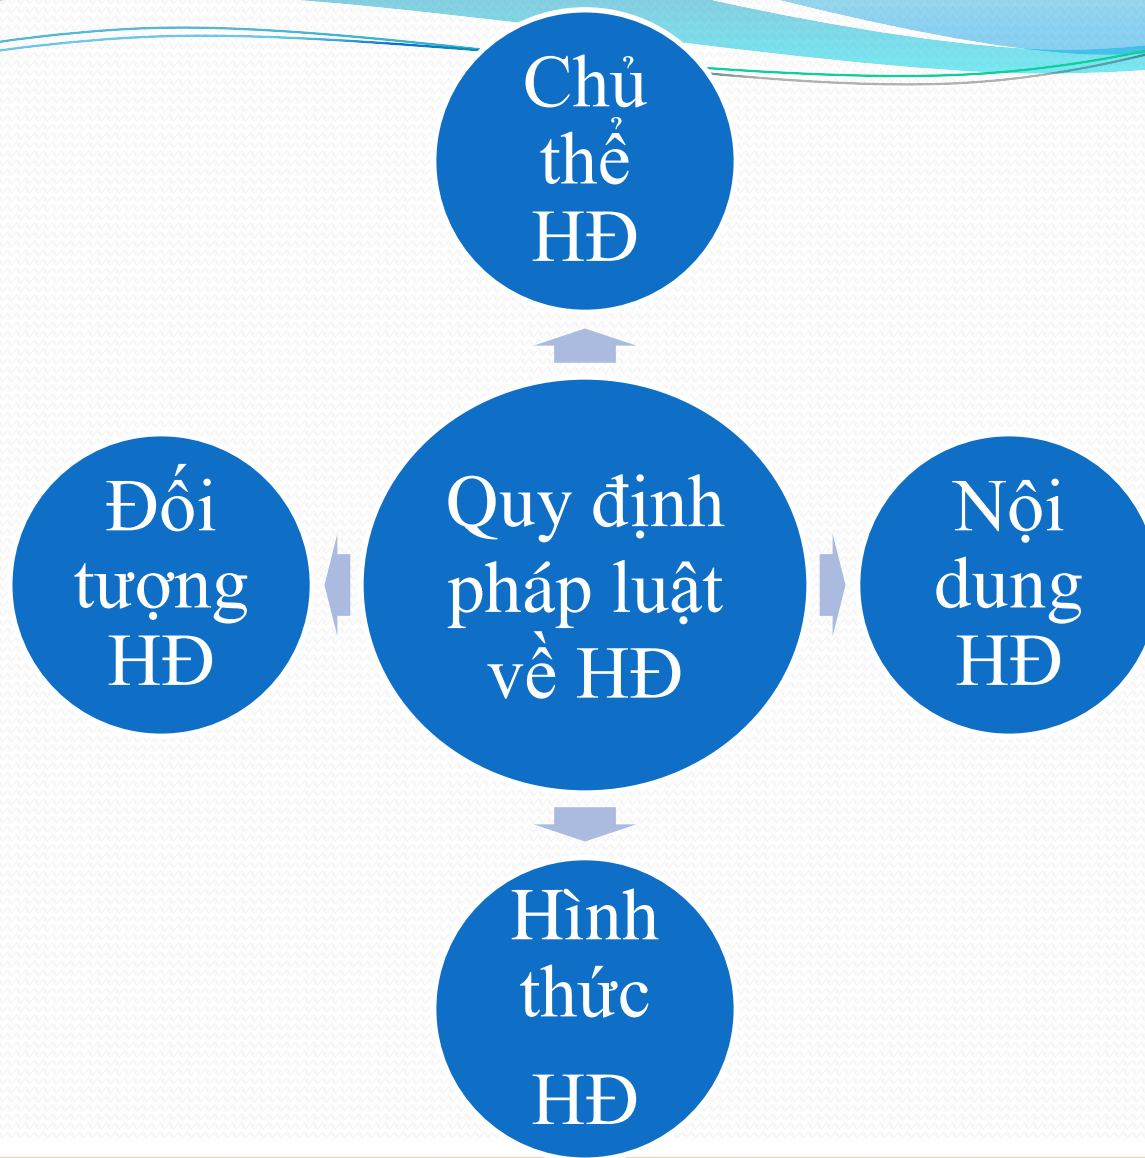 Chủ
thể
HĐ
Đối
tượng
HĐ
Quy định
pháp luật
về HĐ
Nội
dung
HĐ
Hình
thức
HĐ